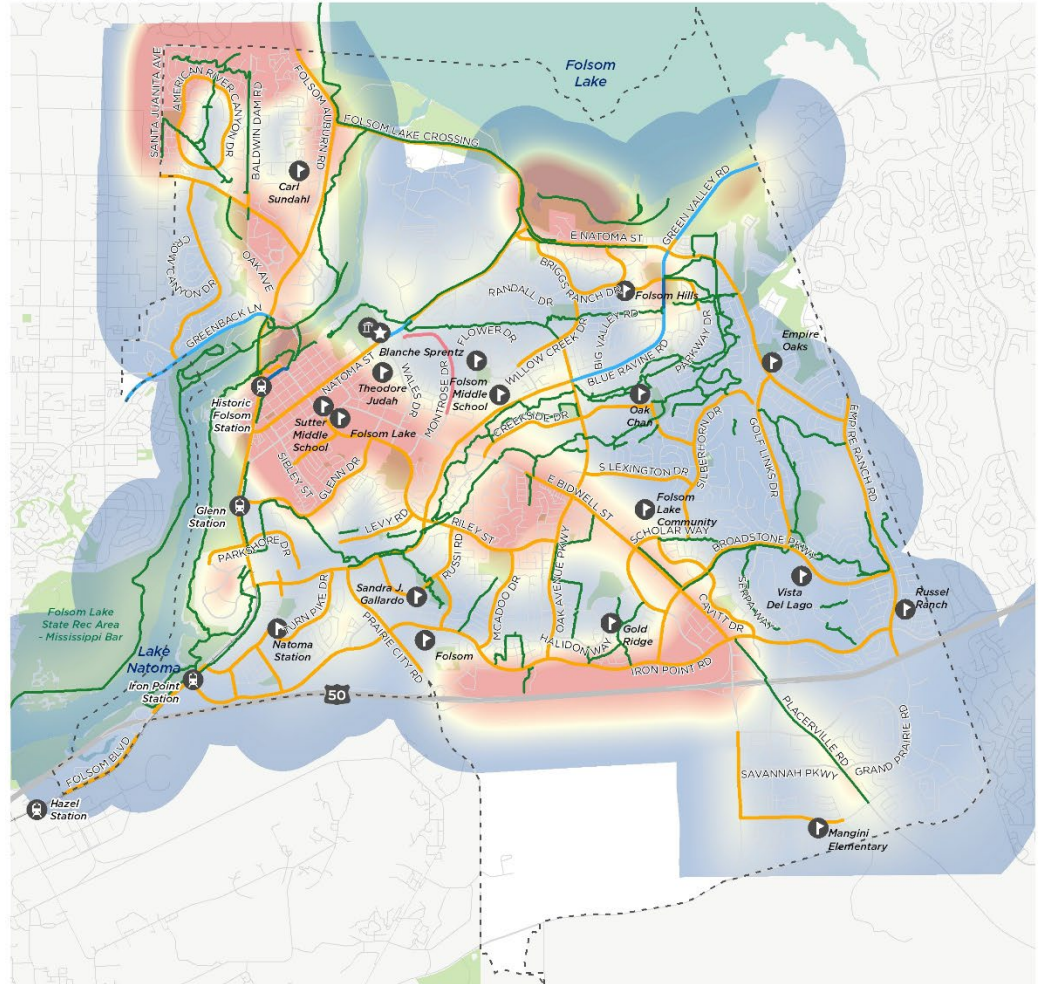 Folsom
Lake
SANTA JUANITA AVE
AMERICAN RIVER
CANYON DR
BALDWIN DAM RD
FOLSOM AUBURN RD
FOLSOM LAKE CROSSING
Carl
Sundahl
GREEN VALLEY RD
E NATOMA ST
CROW CANYON DR
OAK AVE
BRIGGS RANCH DR
Folsom Hills
RANDALL DR
GREENBACK LN
BIG VALLEY RD
PARKWAY DR
FLOWER DR
WILLOW CREEK DR
BLUE RAVINE RD
Empire
Oaks
NATOMA ST
Blanche Sprentz
Theodore
Judah
WALES DR
MONTROSE DR
Folsom
Middle
School
Historic
Folsom
Station
Oak
Chan
Sutter
Middle
School
Folsom Lake
CREEKSIDE DR
SILBERHORN DR
GOLF LINKS DR
EMPIRE RANCH RD
SIBLEY ST
GLENN DR
S LEXINGTON DR
E BIDWELL ST
Glenn
Station
Folsom
Lake
Community
LEVY RD
RILEY ST
SCHOLAR WAY
BROADSTONE PKWY
PARKSHORE DR
RUSSI RD
OAK AVENUE PKWY
Sandra J.
Gallardo
MCADOO DR
Vista
Del Lago
SERPA WAY
Russel
Ranch
TURN PIKE DR
CAVITT DR
Folsom Lake
State Rec Area
- Mississippi Bar
Natoma
Station
PRAIRIE CITY RD
Folsom
HALIDON WAY
Gold
Ridge
Lake
Natoma
IRON POINT RD
Iron Point
Station
50
PLACERVILLE RD
GRAND PRAIRIE RD
FOLSOM BLVD
SAVANNAH PKWY
Hazel
Station
Mangini
Elementary